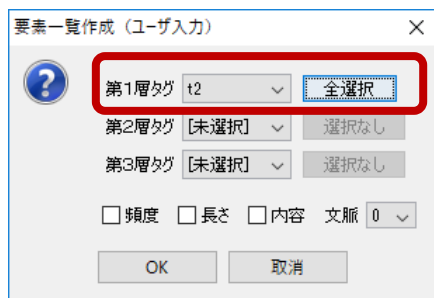 要素一覧作成（ユーザ入力）
第1層タグ t2 全選択
第2層タグ [未選択] 選択なし
第3層タグ [未選択] 選択なし
頻度 長さ 内容 文脈 0
OK 取消